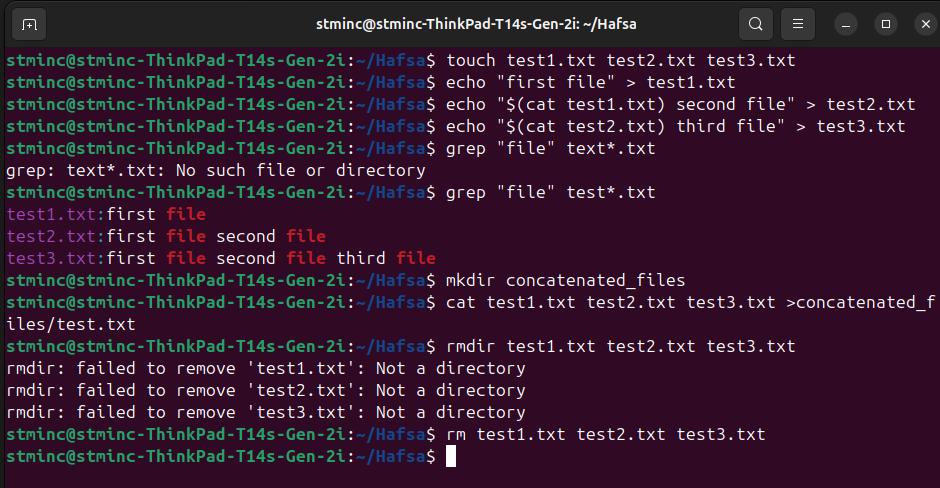 stminc@stminc-ThinkPad-T14s-Gen-2i: ~/Hafsa
stminc@stminc-ThinkPad-T14s-Gen-2i:~/Hafsa$ touch test1.txt test2.txt test3.txt
stminc@stminc-ThinkPad-T14s-Gen-2i:~/Hafsa$ echo "first file" > test1.txt
stminc@stminc-ThinkPad-T14s-Gen-2i:~/Hafsa$ echo "$(cat test1.txt) second file" > test2.txt
stminc@stminc-ThinkPad-T14s-Gen-2i:~/Hafsa$ echo "$(cat test2.txt) third file" > test3.txt
stminc@stminc-ThinkPad-T14s-Gen-2i:~/Hafsa$ grep "file" text*.txt
grep: text*.txt: No such file or directory
stminc@stminc-ThinkPad-T14s-Gen-2i:~/Hafsa$ grep "file" test*.txt
test1.txt:first file
test2.txt:first file second file
test3.txt:first file second file third file
stminc@stminc-ThinkPad-T14s-Gen-2i:~/Hafsa$ mkdir concatenated_files
stminc@stminc-ThinkPad-T14s-Gen-2i:~/Hafsa$ cat test1.txt test2.txt test3.txt >concatenated_f
iles/test.txt
stminc@stminc-ThinkPad-T14s-Gen-2i:~/Hafsa$ rmdir test1.txt test2.txt test3.txt
rmdir: failed to remove 'test1.txt': Not a directory
rmdir: failed to remove 'test2.txt': Not a directory
rmdir: failed to remove 'test3.txt': Not a directory
stminc@stminc-ThinkPad-T14s-Gen-2i:~/Hafsa$ rm test1.txt test2.txt test3.txt
stminc@stminc-ThinkPad-T14s-Gen-2i:~/Hafsa$